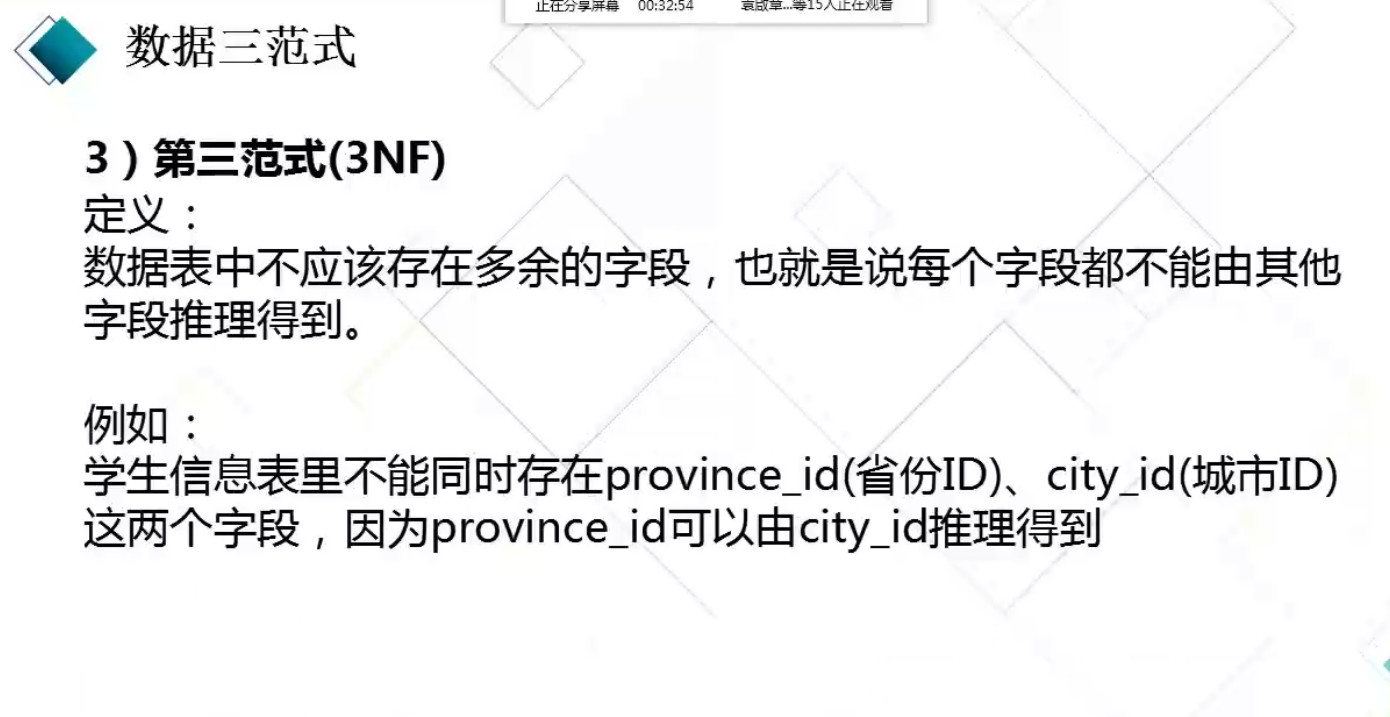 正在分享屏幕 00:32:54 袁啟章...等15人正在观看
数据三范式
3）第三范式(3NF)
定义：
数据表中不应该存在多余的字段，也就是说每个字段都不能由其他
字段推理得到。
例如：
学生信息表里不能同时存在province_id(省份ID)、city_id(城市ID)
这两个字段，因为province_id可以由city_id推理得到